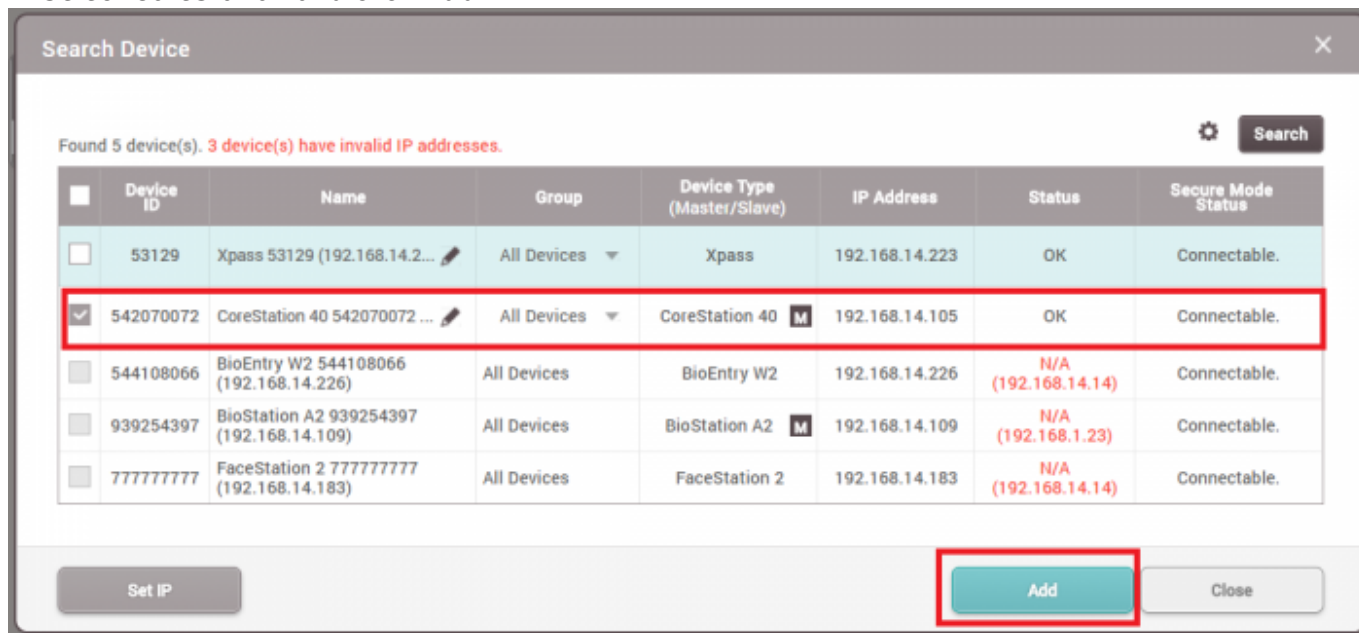 Search Device
Found 5 device(s). 3 device(s) have invalid IP addresses.
Search
Device ID Name Group Device Type (Master/Slave) IP Address Status Secure Mode Status
53129 Xpass 53129 (192.168.14.2... All Devices Xpass 192.168.14.223 OK Connectable.
542070072 CoreStation 40 542070072 ... All Devices CoreStation 40 M 192.168.14.105 OK Connectable.
544108066 BioEntry W2 544108066 (192.168.14.226) All Devices BioEntry W2 192.168.14.226 N/A (192.168.14.14) Connectable.
939254397 BioStation A2 939254397 (192.168.14.109) All Devices BioStation A2 M 192.168.14.109 N/A (192.168.1.23) Connectable.
777777777 FaceStation 2 777777777 (192.168.14.183) All Devices FaceStation 2 192.168.14.183 N/A (192.168.14.14) Connectable.
Set IP Add Close